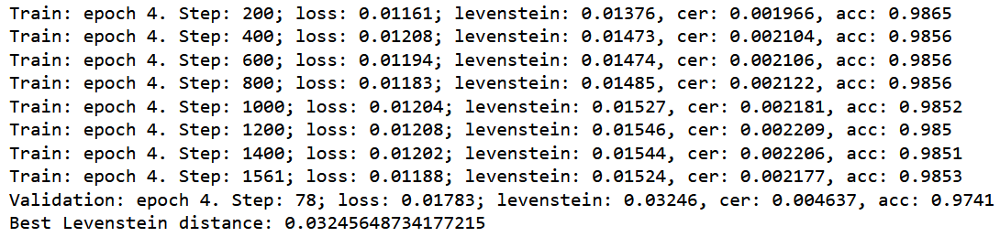 Train: epoch 4. Step: 200; loss: 0.01161; levenstein: 0.01376, cer: 0.001966, acc: 0.9865
Train: epoch 4. Step: 400; loss: 0.01208; levenstein: 0.01473, cer: 0.002104, acc: 0.9856
Train: epoch 4. Step: 600; loss: 0.01194; levenstein: 0.01474, cer: 0.002106, acc: 0.9856
Train: epoch 4. Step: 800; loss: 0.01183; levenstein: 0.01485, cer: 0.002122, acc: 0.9856
Train: epoch 4. Step: 1000; loss: 0.01204; levenstein: 0.01527, cer: 0.002181, acc: 0.9852
Train: epoch 4. Step: 1200; loss: 0.01208; levenstein: 0.01546, cer: 0.002209, acc: 0.985
Train: epoch 4. Step: 1400; loss: 0.01202; levenstein: 0.01544, cer: 0.002206, acc: 0.9851
Train: epoch 4. Step: 1561; loss: 0.01188; levenstein: 0.01524, cer: 0.002177, acc: 0.9853
Validation: epoch 4. Step: 78; loss: 0.01783; levenstein: 0.03246, cer: 0.004637, acc: 0.9741
Best Levenstein distance: 0.03245648734177215